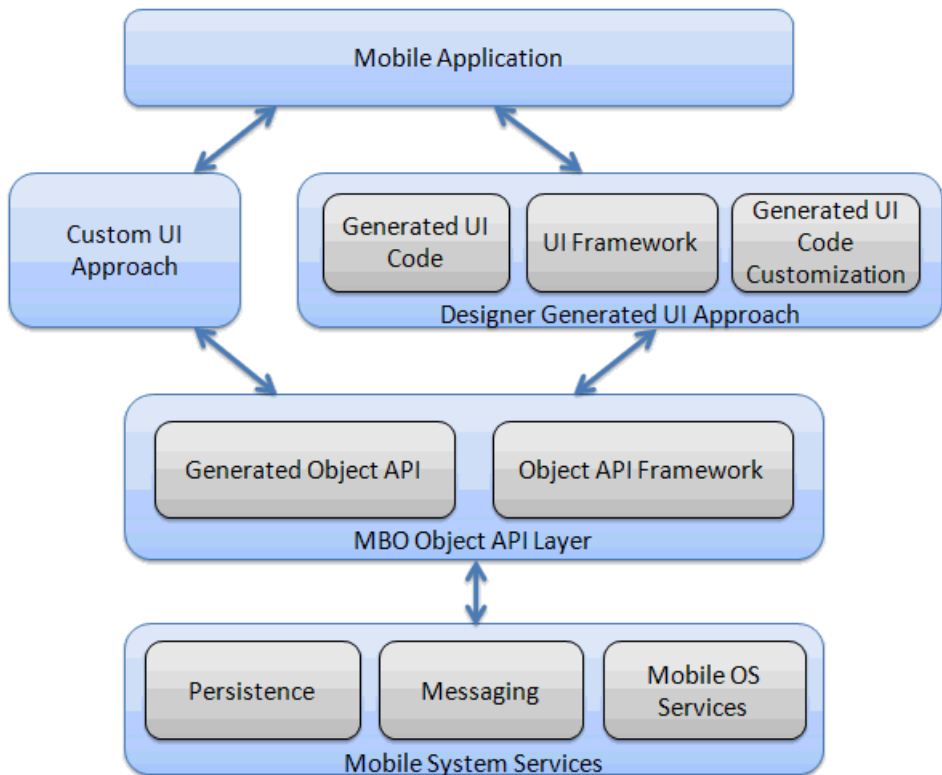 Mobile Application
Custom UI
Approach
Generated UI
Code
UI Framework
Generated UI
Code
Customization
Designer Generated UI Approach
Generated Object API
Object API Framework
MBO Object API Layer
Persistence
Messaging
Mobile OS
Services
Mobile System Services